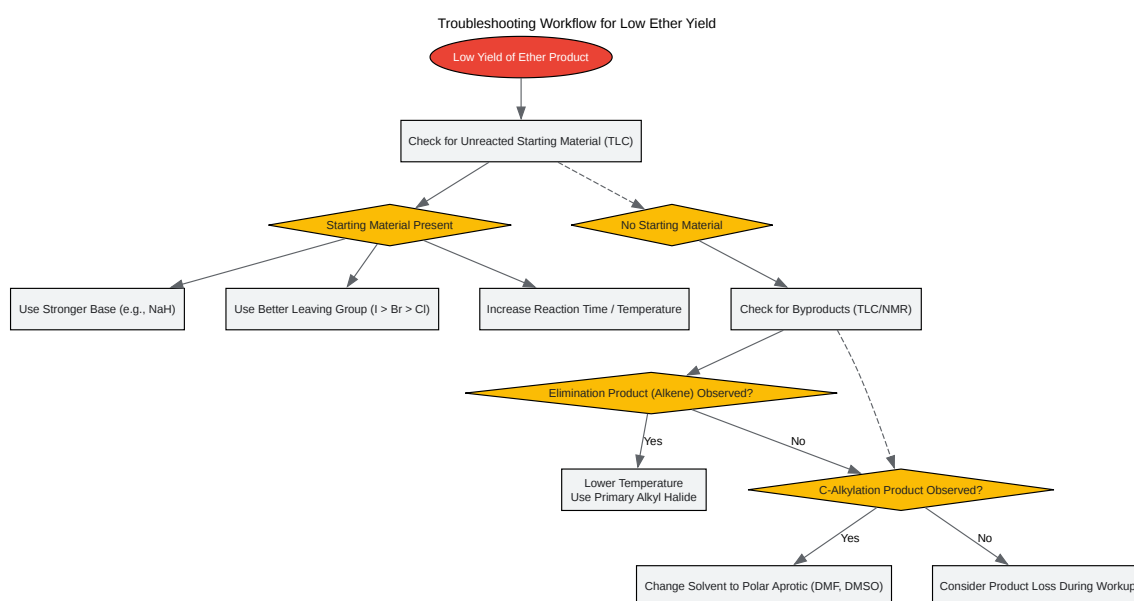 Troubleshooting Workflow for Low Ether Yield
Low Yield of Ether Product
Check for Unreacted Starting Material (TLC)
Starting Material Present
No Starting Material
Use Stronger Base (e.g., NaH)
Use Better Leaving Group (I > Br > Cl)
Increase Reaction Time / Temperature
Check for Byproducts (TLC/NMR)
Elimination Product (Alkene) Observed?
Yes
No
Lower Temperature
Use Primary Alkyl Halide
C-Alkylation Product Observed?
Yes
No
Change Solvent to Polar Aprotic (DMF, DMSO)
Consider Product Loss During Workup